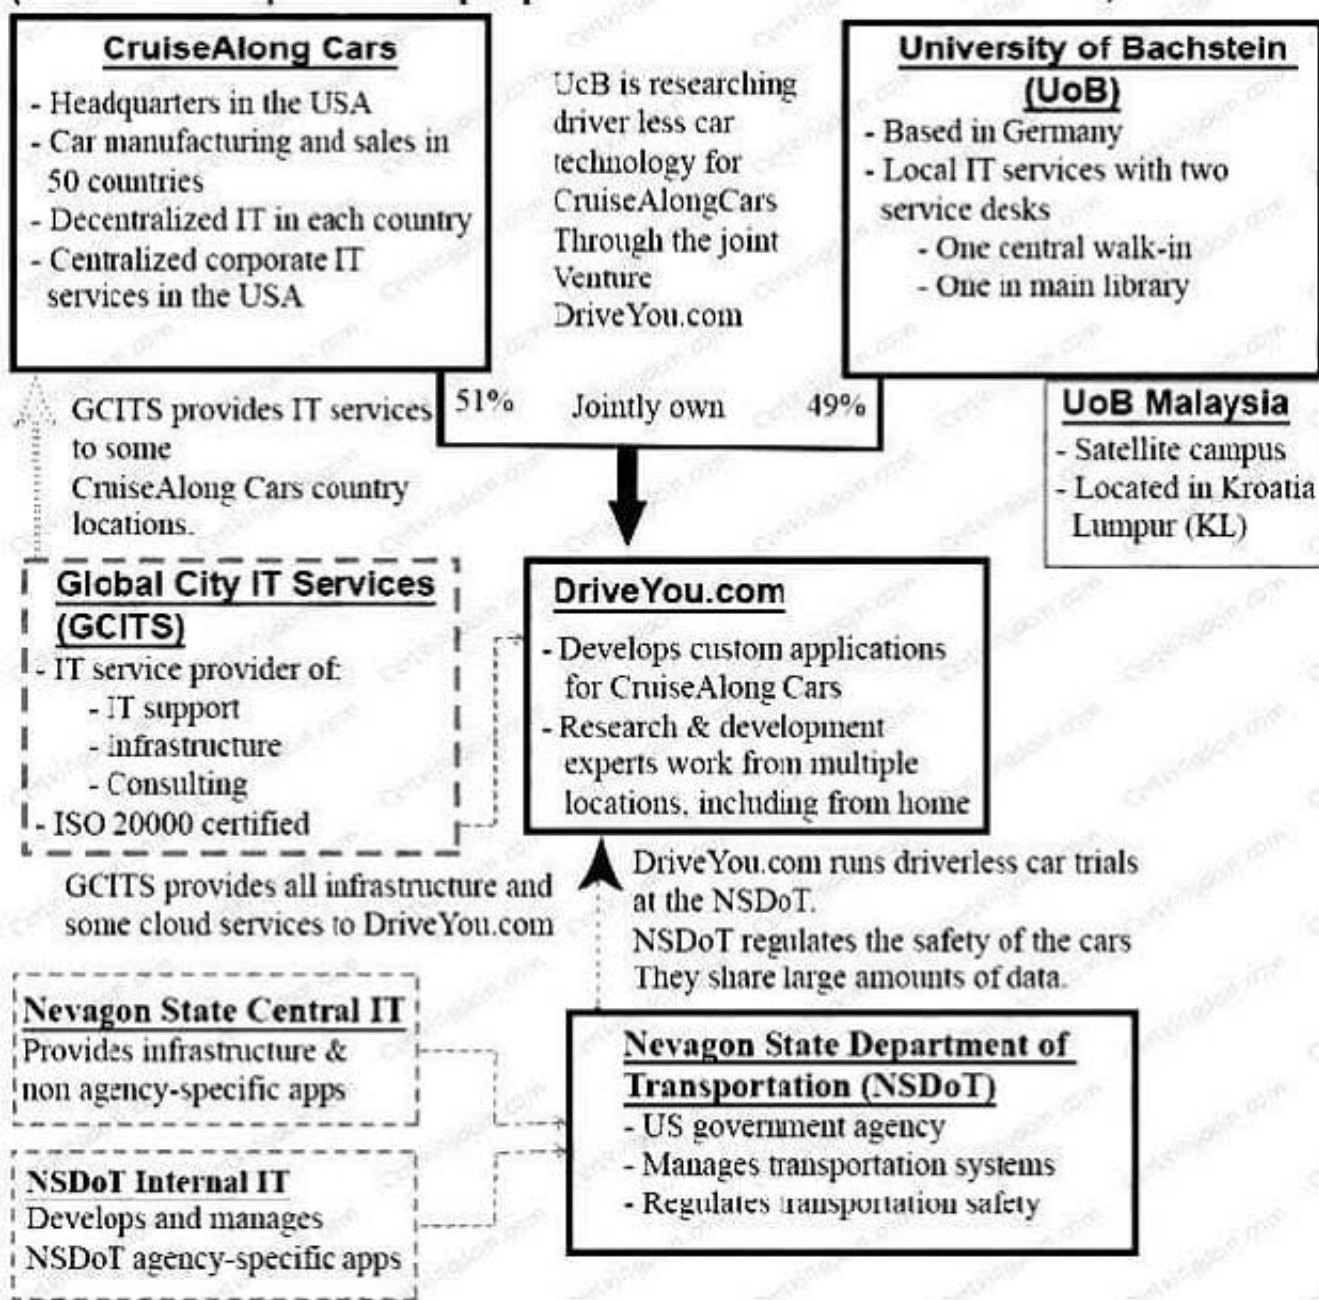 CruiseAlong Cars
- Headquarters in the USA
- Car manufacturing and sales in
50 countries
- Decentralized IT in each country
- Centralized corporate IT
services in the USA
UcB is researching
driver less car
technology for
CruiseAlongCars
Through the joint
Venture
DriveYou.com
University of Bachstein
(UoB)
- Based in Germany
- Local IT services with two
service desks
- One central walk-in
- One in main library
51% Jointly own 49%
UoB Malaysia
- Satellite campus
- Located in Kroatia
Lumpur (KL)
GCITS provides IT services
to some
CruiseAlong Cars country
locations.
Global City IT Services
(GCITS)
- IT service provider of:
- IT support
- infrastructure
- Consulting
- ISO 20000 certified
DriveYou.com
- Develops custom applications
for CruiseAlong Cars
- Research & development
experts work from multiple
locations, including from home
GCITS provides all infrastructure and
some cloud services to DriveYou.com
DriveYou.com runs driverless car trials
at the NSDoT.
NSDoT regulates the safety of the cars
They share large amounts of data.
Nevagon State Central IT
Provides infrastructure &
non agency-specific apps
NSDoT Internal IT
Develops and manages
NSDoT agency-specific apps
Nevagon State Department of
Transportation (NSDoT)
- US government agency
- Manages transportation systems
- Regulates transportation safety